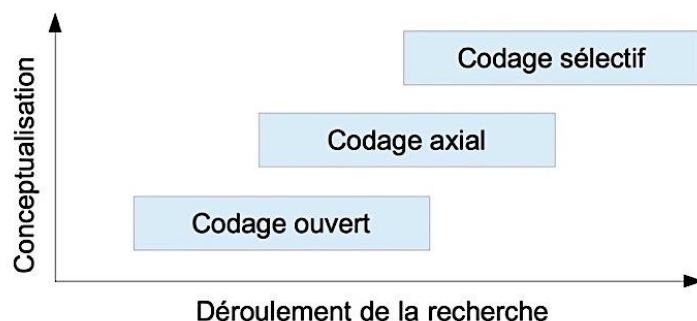 Codage sélectif
Codage axial
Codage ouvert
Conceptualisation
Déroulement de la recherche